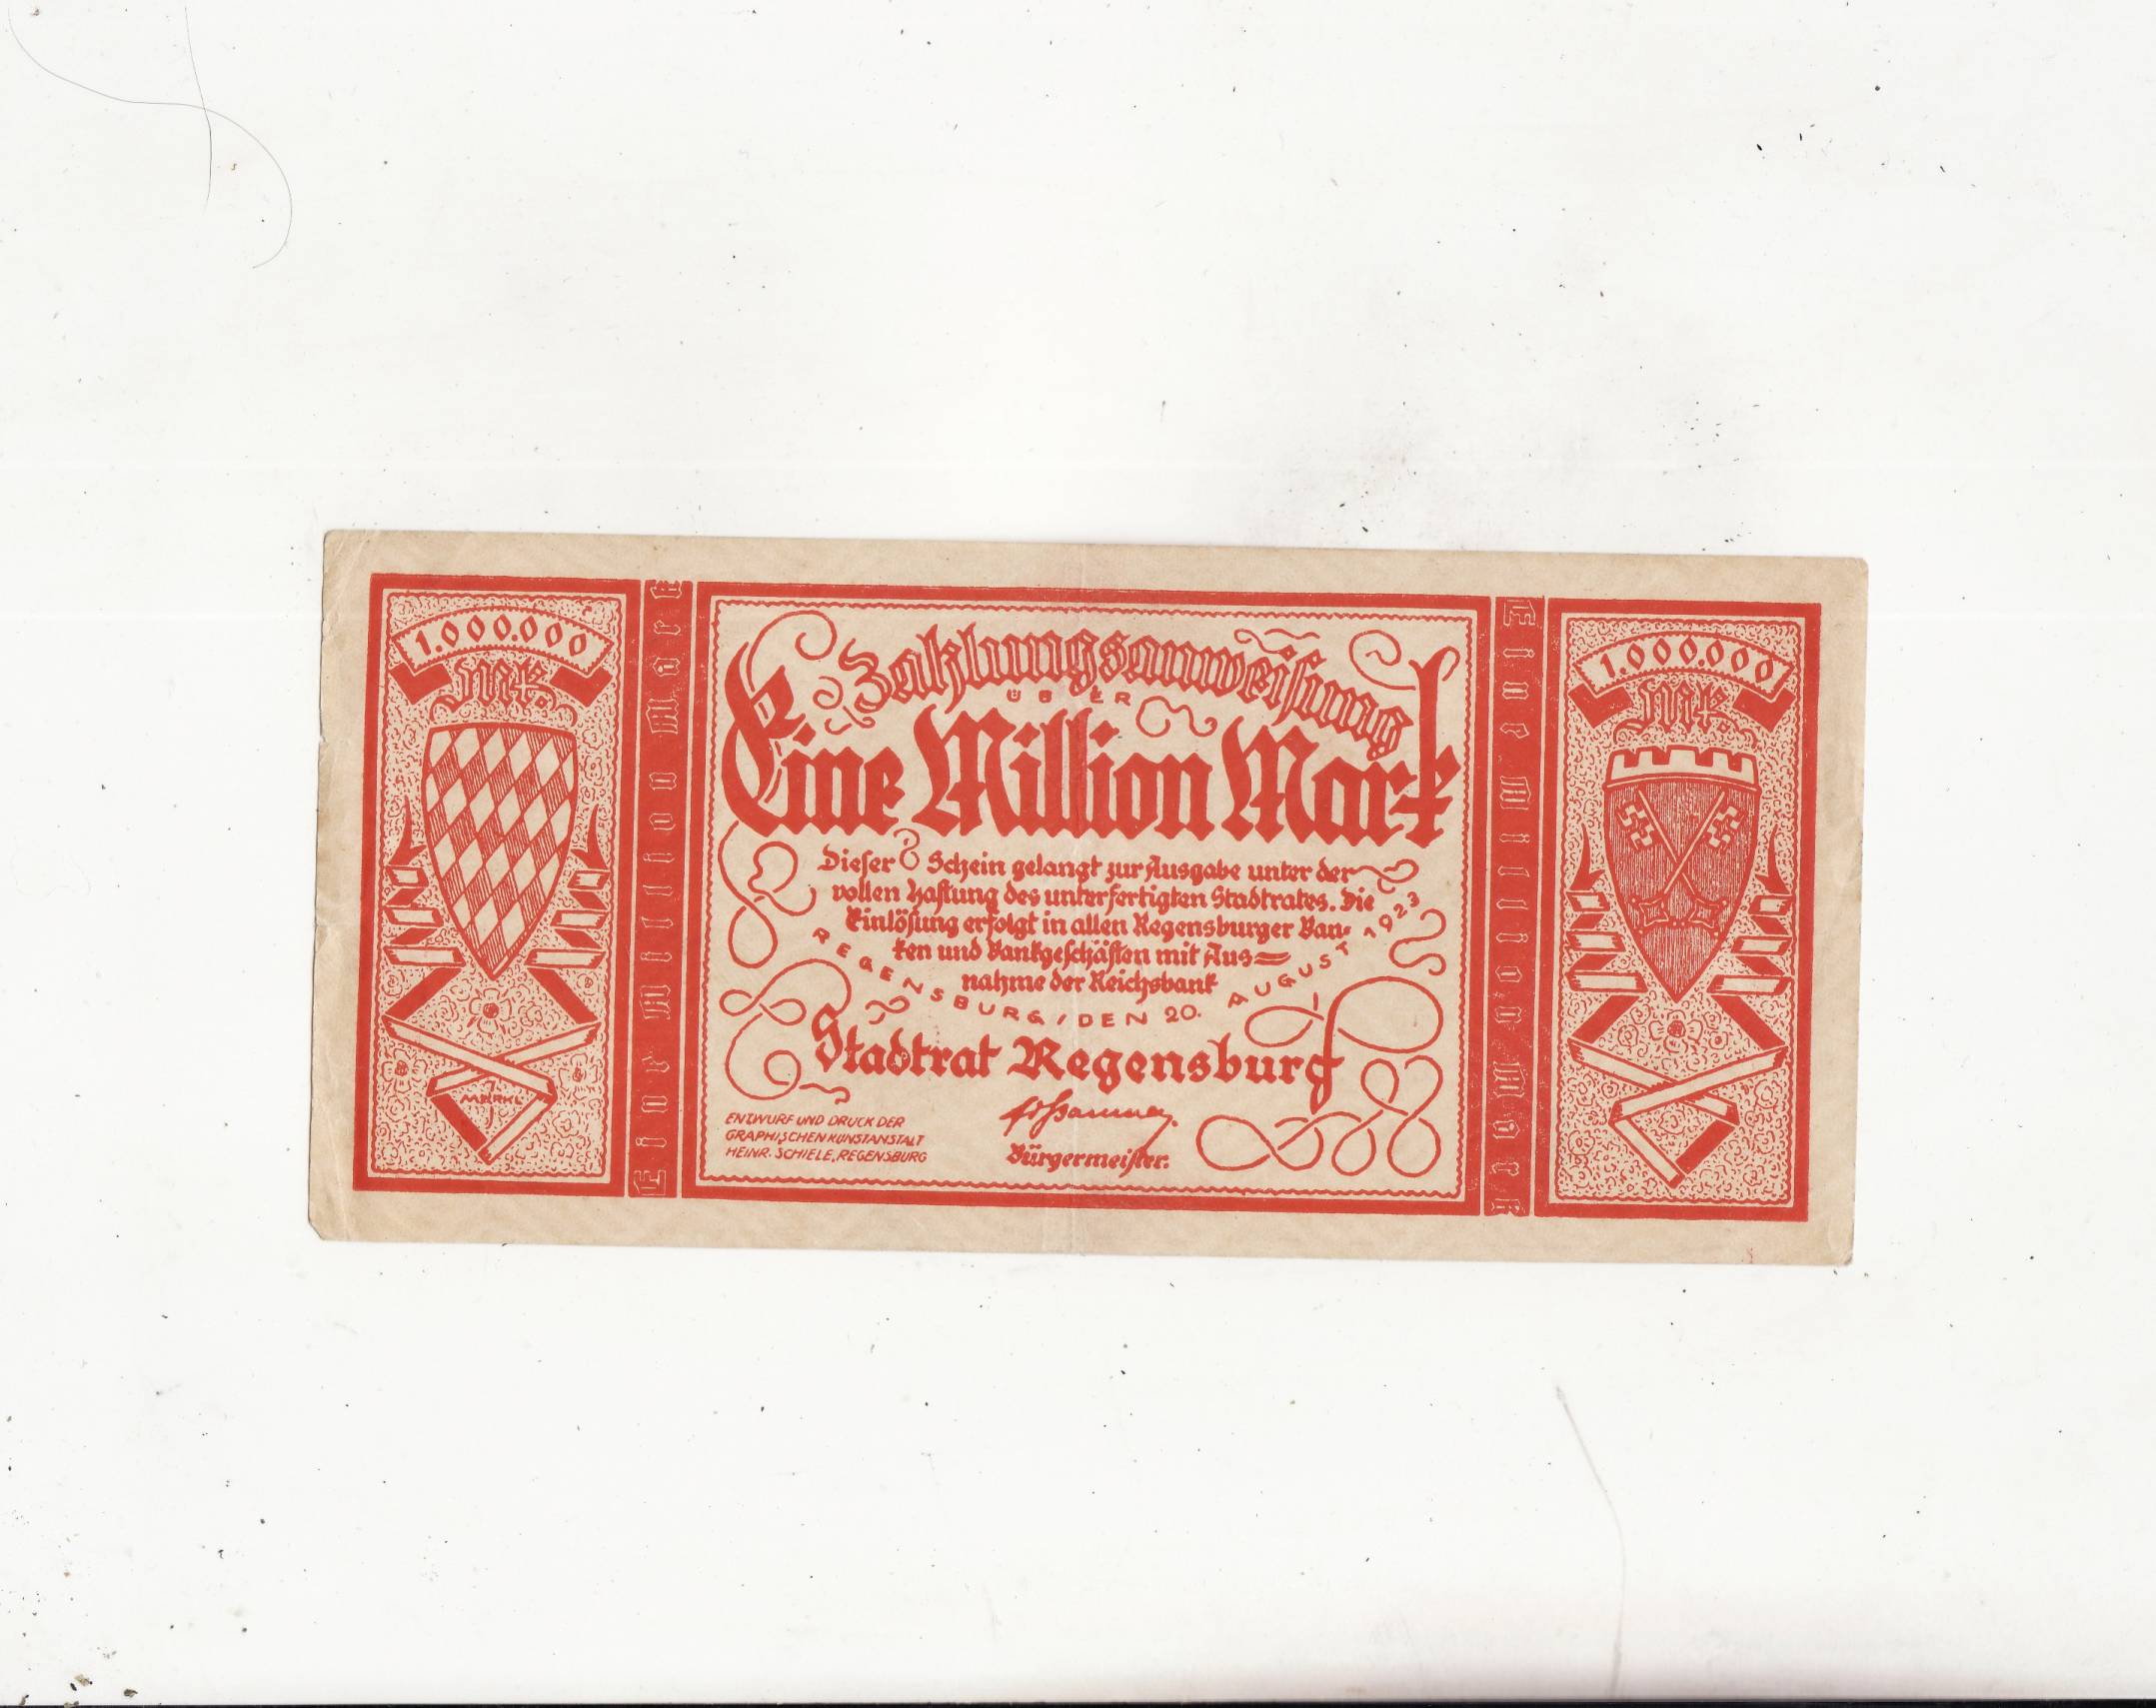 1.000.000
Mk.
MÄRKL
Eine Million Mark
Zahlungsanweisung
ÜBER
Eine Million Mark
Dieser Schein gelangt zur Ausgabe unter der
vollen Haftung des unterfertigten Stadtrates. Die
Einlösung erfolgt in allen Regensburger Ban-
ken und Bankgeschäften mit Aus=
nahme der Reichsbank
REGENSBURG / DEN 20. AUGUST 1923
Stadtrat Regensburg
Bürgermeister.
ENTWURF UND DRUCK DER
GRAPHISCHEN KUNSTANSTALT
HEINR. SCHIELE, REGENSBURG
Eine Million Mark
1.000.000
Mk.